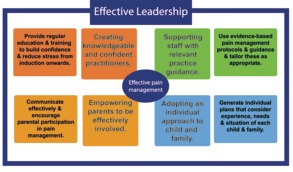 Effective Leadership
Provide regular
education & training
to build confidence
& reduce stress from
induction onwards.
Creating
knowledgeable
and confident
practitioners.
Supporting
staff with
relevant
practice
guidance.
Use evidence-based
pain management
protocols & guidance
& tailor these as
appropriate.
Effective pain
management
Communicate
effectively &
encourage
parental participation
in pain
management.
Empowering
parents to be
effectively
involved.
Adopting an
individual
approach to
child and
family.
Generate individual
plans that consider
experience, needs
& situation of each
child & family.